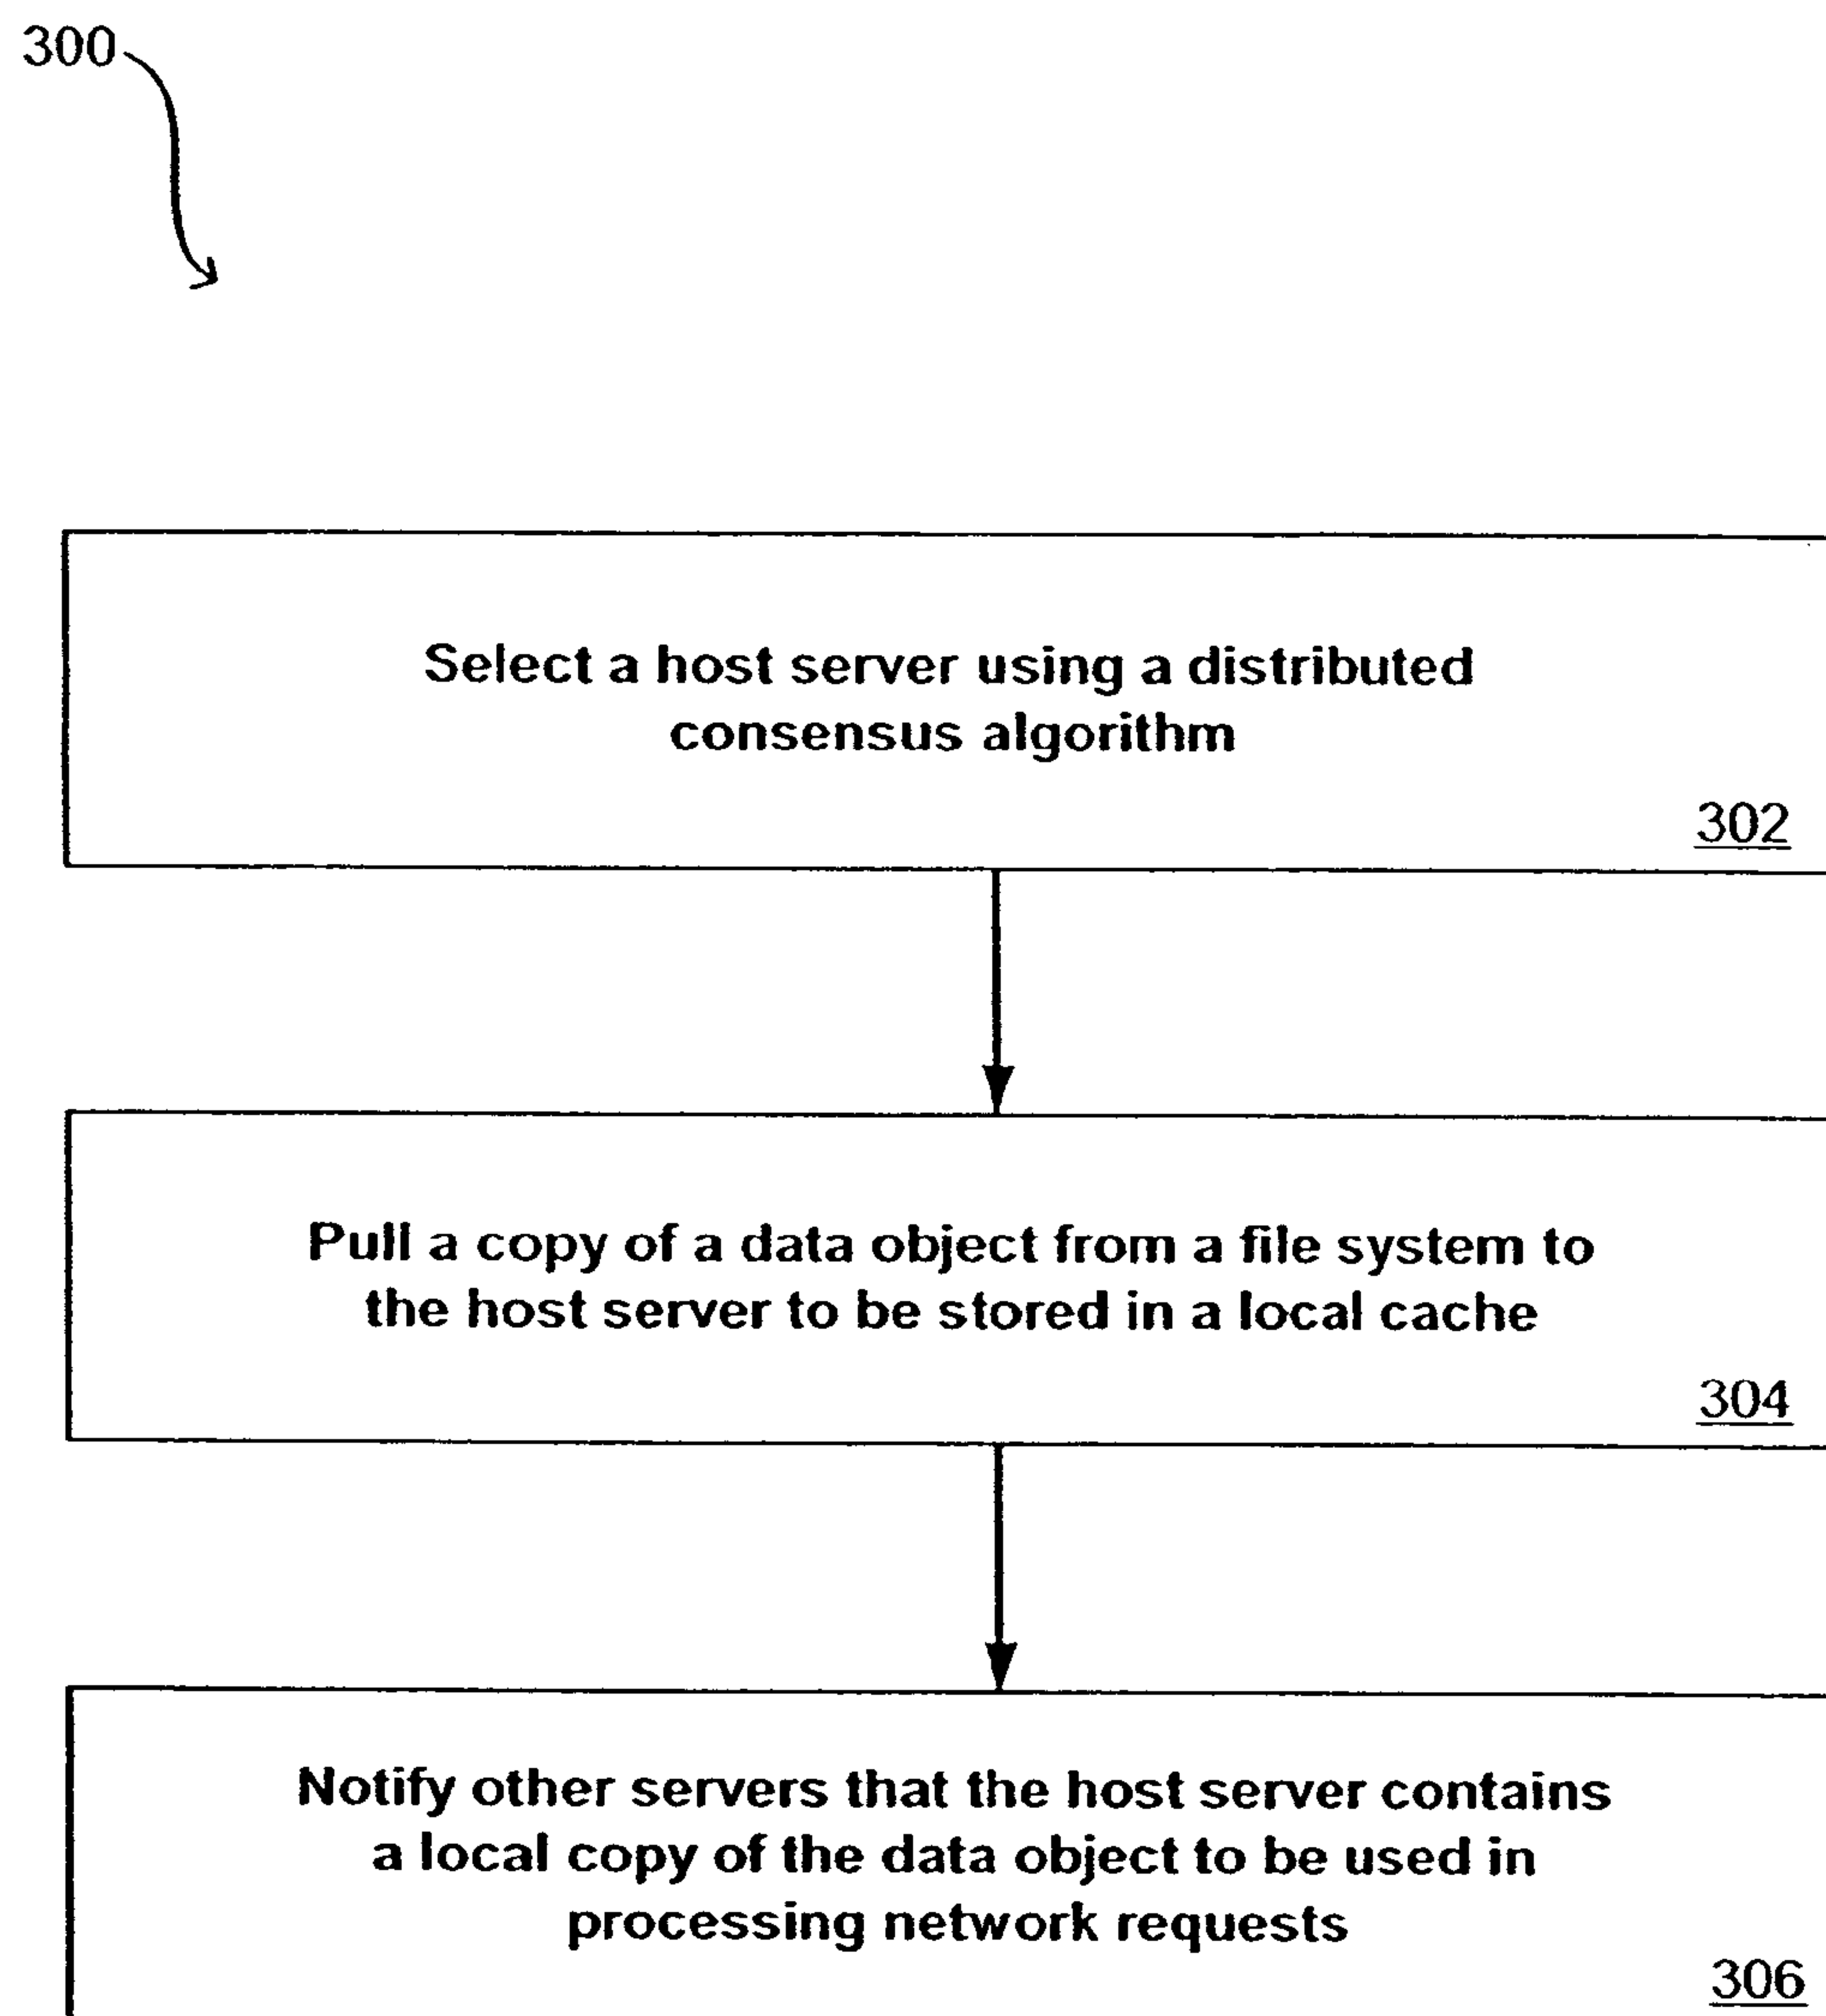 300
Select a host server using a distributed
consensus algorithm
302
Pull a copy of a data object from a file system to
the host server to be stored in a local cache
304
Notify other servers that the host server contains
a local copy of the data object to be used in
processing network requests
306